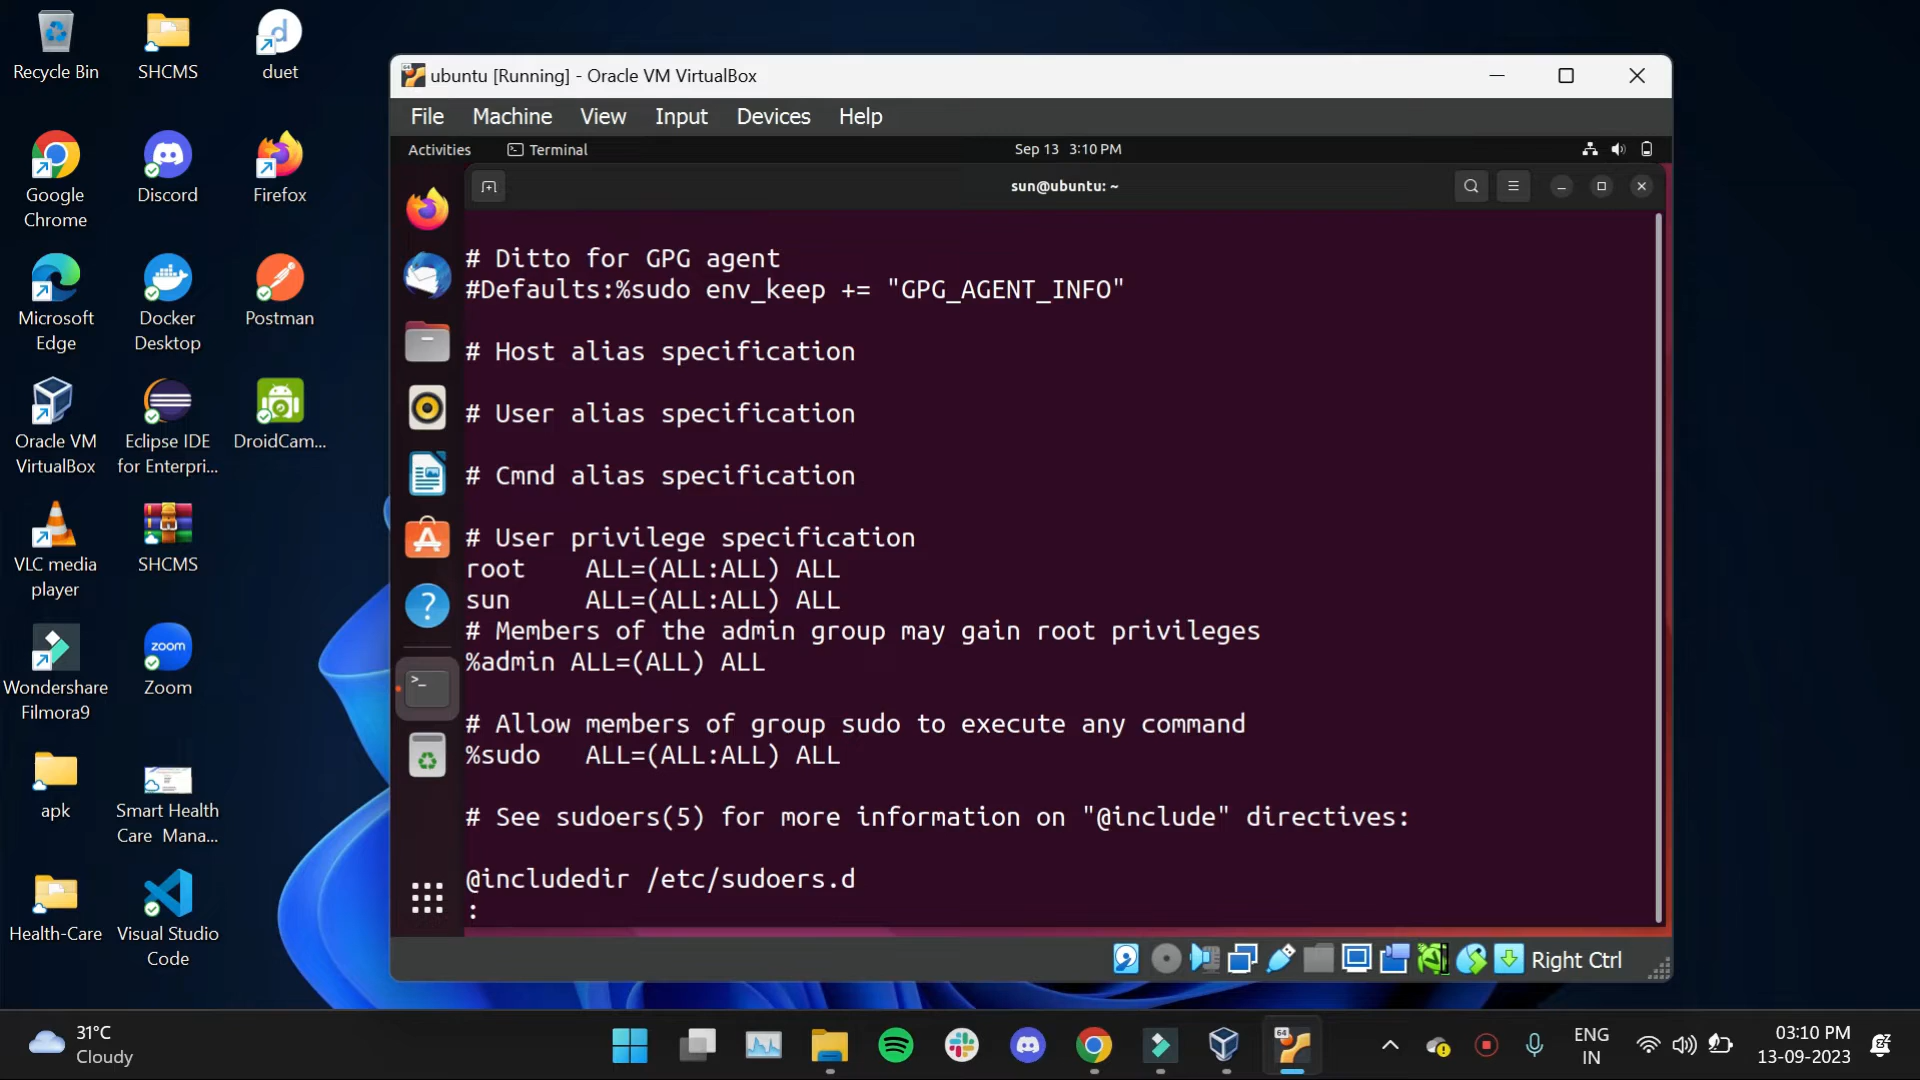 Recycle Bin
SHCMS
duet
Google
Chrome
Discord
Firefox
Microsoft
Edge
Docker
Desktop
Postman
Oracle VM
VirtualBox
Eclipse IDE
for Enterpri...
DroidCam...
VLC media
player
SHCMS
Wondershare
Filmora9
zoom
Zoom
apk
Smart Health
Care Mana...
Health-Care
Visual Studio
Code
ubuntu [Running] - Oracle VM VirtualBox
File Machine View Input Devices Help
Activities Terminal Sep 13 3:10 PM
sun@ubuntu: ~
# Ditto for GPG agent
#Defaults:%sudo env_keep += "GPG_AGENT_INFO"
# Host alias specification
# User alias specification
# Cmnd alias specification
# User privilege specification
root ALL=(ALL:ALL) ALL
sun ALL=(ALL:ALL) ALL
# Members of the admin group may gain root privileges
%admin ALL=(ALL) ALL
# Allow members of group sudo to execute any command
%sudo ALL=(ALL:ALL) ALL
# See sudoers(5) for more information on "@include" directives:
@includedir /etc/sudoers.d
:
Right Ctrl
31°C
Cloudy
64
ENG
IN
03:10 PM
13-09-2023